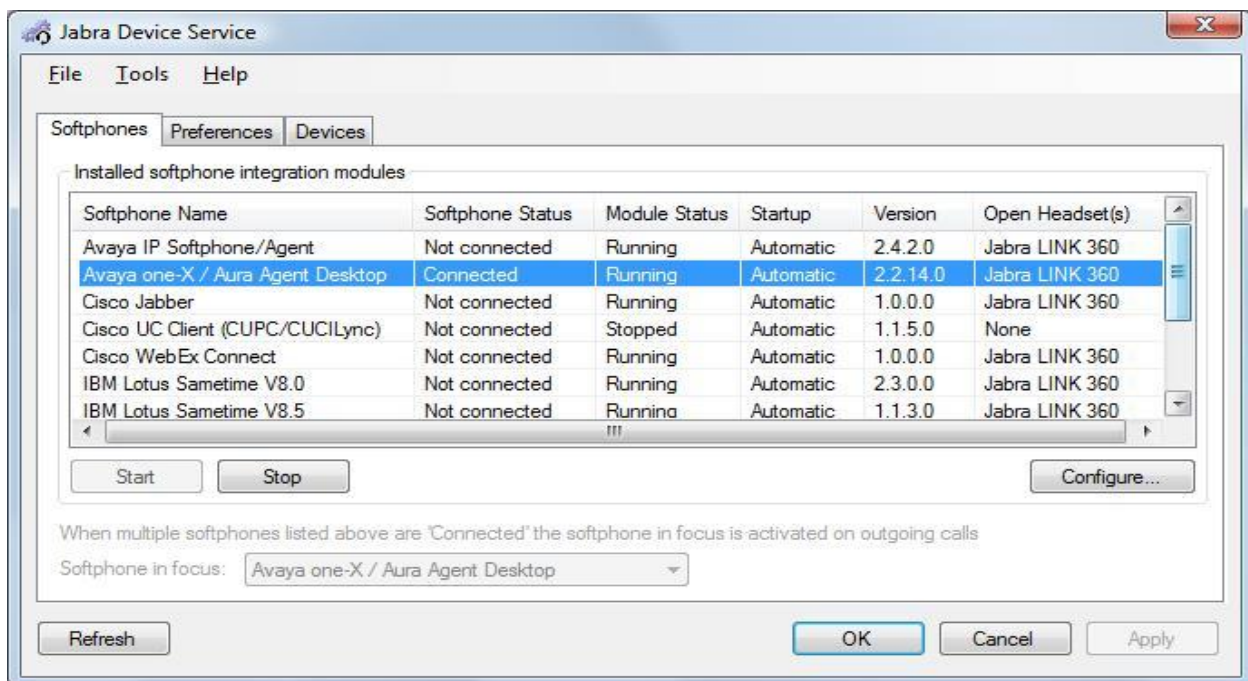 Jabra Device Service
File Tools Help
Softphones Preferences Devices
Installed softphone integration modules
Softphone Name Softphone Status Module Status Startup Version Open Headset(s)
Avaya IP Softphone/Agent Not connected Running Automatic 2.4.2.0 Jabra LINK 360
Avaya one-X / Aura Agent Desktop Connected Running Automatic 2.2.14.0 Jabra LINK 360
Cisco Jabber Not connected Running Automatic 1.0.0.0 Jabra LINK 360
Cisco UC Client (CUPC/CUCILync) Not connected Stopped Automatic 1.1.5.0 None
Cisco WebEx Connect Not connected Running Automatic 1.0.0.0 Jabra LINK 360
IBM Lotus Sametime V8.0 Not connected Running Automatic 2.3.0.0 Jabra LINK 360
IBM Lotus Sametime V8.5 Not connected Running Automatic 1.1.3.0 Jabra LINK 360
Start Stop Configure...
When multiple softphones listed above are 'Connected' the softphone in focus is activated on outgoing calls
Softphone in focus: Avaya one-X / Aura Agent Desktop
Refresh OK Cancel Apply